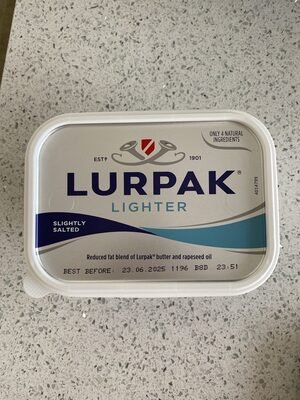 ONLY 4 NATURAL
INGREDIENTS
ESTD 1901
LURPAK®
LIGHTER
SLIGHTLY
SALTED
Reduced fat blend of Lurpak® butter and rapeseed oil
BEST BEFORE: 23.06.2025 1196 BBD 23:51